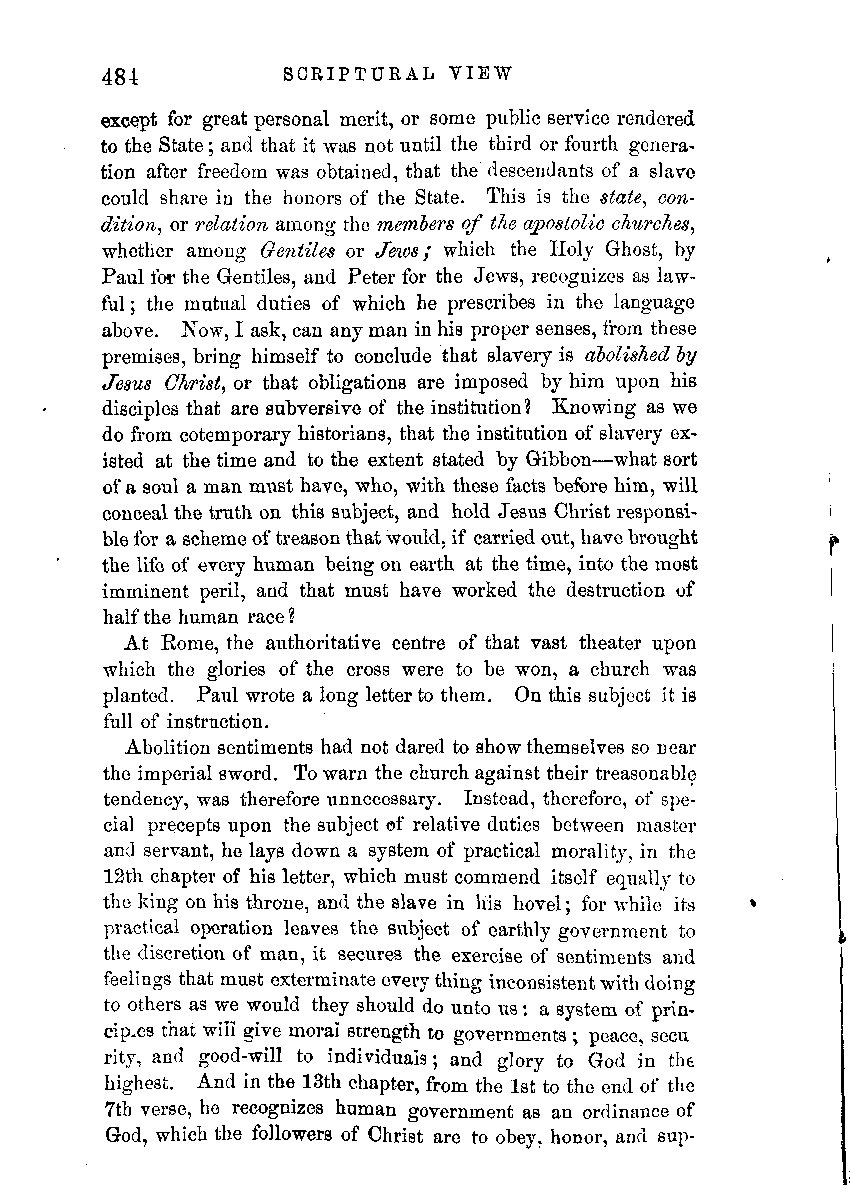 484 SCRIPTURAL VIEW
except for great personal merit, or some public service rendered
to the State; and that it was not until the third or fourth genera-
tion after freedom was obtained, that the descendants of a slave
could share in the honors of the State. This is the state, con-
dition, or relation among the members of the apostolic churches,
whether among Gentiles or Jews; which the Holy Ghost, by
Paul for the Gentiles, and Peter for the Jews, recognizes as law-
ful; the mutual duties of which he prescribes in the language
above. Now, I ask, can any man in his proper senses, from these
premises, bring himself to conclude that slavery is abolished by
Jesus Christ, or that obligations are imposed by him upon his
disciples that are subversive of the institution? Knowing as we
do from cotemporary historians, that the institution of slavery ex-
isted at the time and to the extent stated by Gibbon—what sort
of a soul a man must have, who, with these facts before him, will
conceal the truth on this subject, and hold Jesus Christ responsi-
ble for a scheme of treason that would, if carried out, have brought
the life of every human being on earth at the time, into the most
imminent peril, and that must have worked the destruction of
half the human race?
At Rome, the authoritative centre of that vast theater upon
which the glories of the cross were to be won, a church was
planted. Paul wrote a long letter to them. On this subject it is
full of instruction.
Abolition sentiments had not dared to show themselves so near
the imperial sword. To warn the church against their treasonable
tendency, was therefore unnecessary. Instead, therefore, of spe-
cial precepts upon the subject of relative duties between master
and servant, he lays down a system of practical morality, in the
12th chapter of his letter, which must commend itself equally to
the king on his throne, and the slave in his hovel; for while its
practical operation leaves the subject of earthly government to
the discretion of man, it secures the exercise of sentiments and
feelings that must exterminate every thing inconsistent with doing
to others as we would they should do unto us: a system of prin-
ciples that will give moral strength to governments; peace, secu
rity, and good-will to individuals; and glory to God in the
highest. And in the 13th chapter, from the 1st to the end of the
7th verse, he recognizes human government as an ordinance of
God, which the followers of Christ are to obey, honor, and sup-